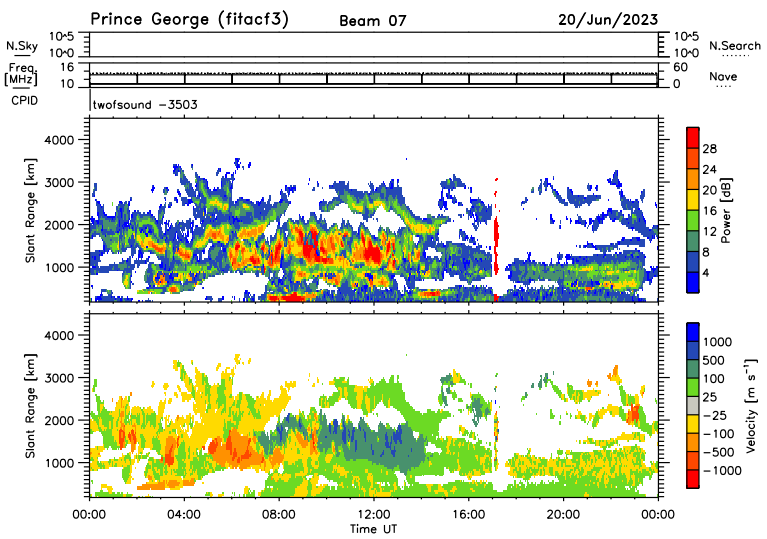 Prince George (fitacf3) Beam 07 20/Jun/2023
N.Sky 10^5 10^5 N.Search
10^0 10^0
Freq. 16 60 Nave
[MHz] 10 0
CPID twofsound -3503
Slant Range [km]
4000
3000
2000
1000
28
24
20
16
12
8
4
Power [dB]
Slant Range [km]
4000
3000
2000
1000
1000
500
100
25
-25
-100
-500
-1000
Velocity [m s⁻¹]
00:00 04:00 08:00 12:00 16:00 20:00 00:00
Time UT